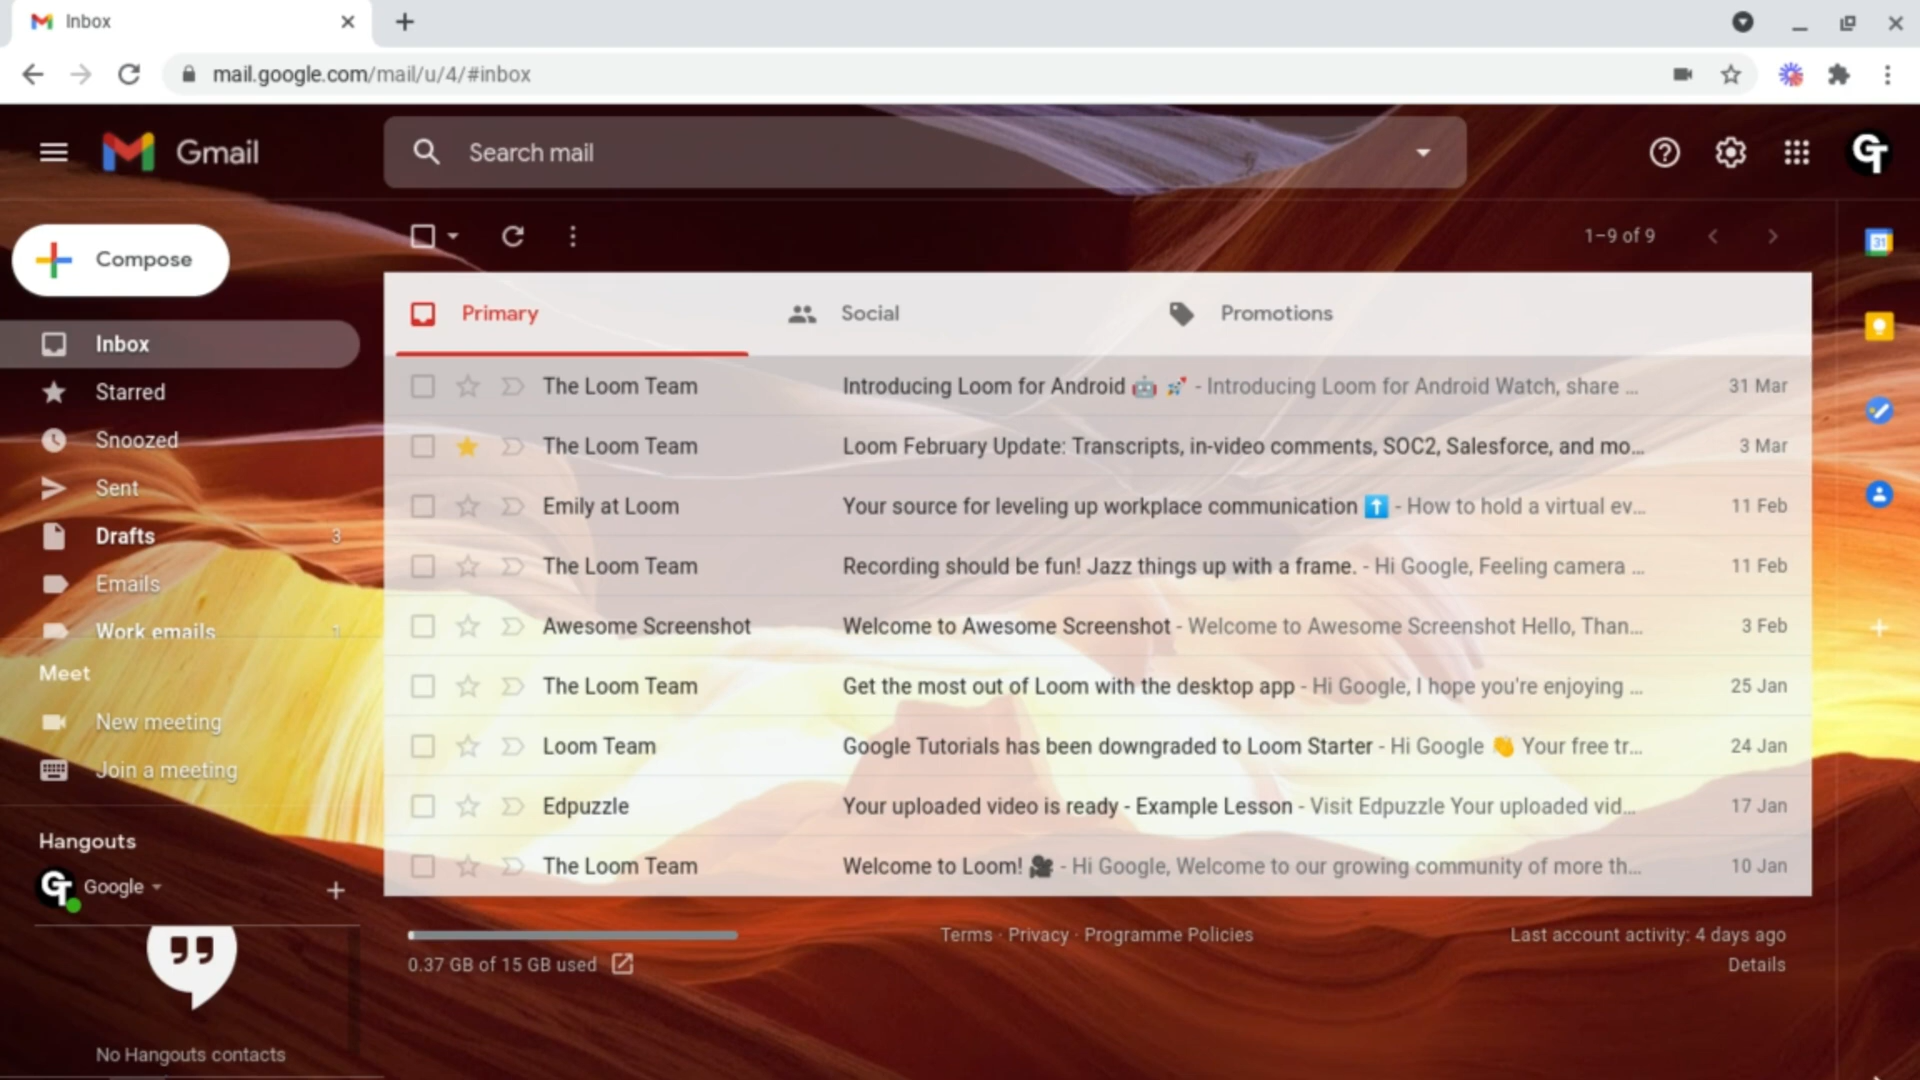 Inbox
mail.google.com/mail/u/4/#inbox
Gmail
Search mail
GT
Compose
1–9 of 9
31
Primary Social Promotions
Inbox
Starred
Snoozed
Sent
Drafts 3
Emails
Work emails 1
Meet
New meeting
Join a meeting
Hangouts
GT Google
No Hangouts contacts
The Loom Team Introducing Loom for Android 🤖 🚀 - Introducing Loom for Android Watch, share ... 31 Mar
The Loom Team Loom February Update: Transcripts, in-video comments, SOC2, Salesforce, and mo... 3 Mar
Emily at Loom Your source for leveling up workplace communication ⬆️ - How to hold a virtual ev... 11 Feb
The Loom Team Recording should be fun! Jazz things up with a frame. - Hi Google, Feeling camera ... 11 Feb
Awesome Screenshot Welcome to Awesome Screenshot - Welcome to Awesome Screenshot Hello, Than... 3 Feb
The Loom Team Get the most out of Loom with the desktop app - Hi Google, I hope you're enjoying ... 25 Jan
Loom Team Google Tutorials has been downgraded to Loom Starter - Hi Google 👋 Your free tr... 24 Jan
Edpuzzle Your uploaded video is ready - Example Lesson - Visit Edpuzzle Your uploaded vid... 17 Jan
The Loom Team Welcome to Loom! 🎥 - Hi Google, Welcome to our growing community of more th... 10 Jan
0.37 GB of 15 GB used
Terms · Privacy · Programme Policies
Last account activity: 4 days ago
Details